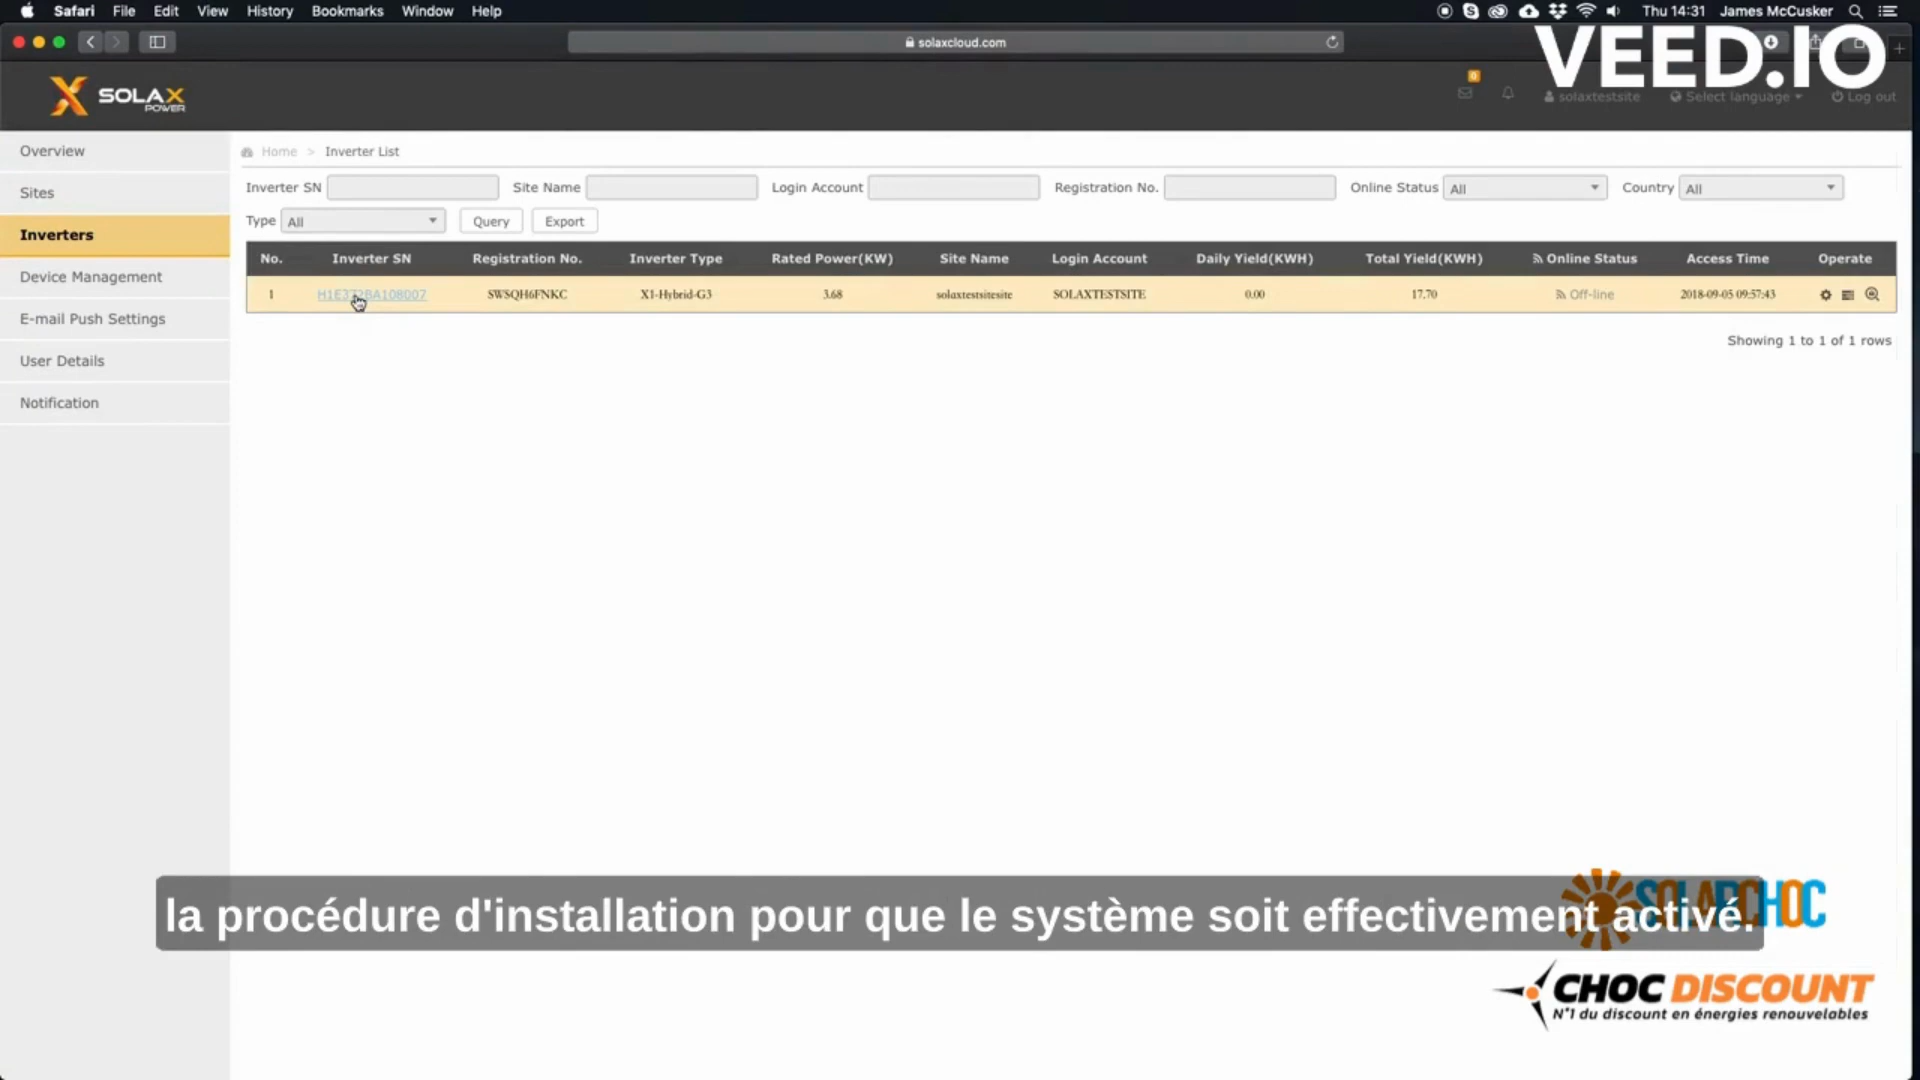 Safari File Edit View History Bookmarks Window Help Thu 14:31 James McCusker
solaxcloud.com
VEED.IO
SOLAX
POWER
0
solaxtestsite Select language Log out
Overview
Sites
Inverters
Device Management
E-mail Push Settings
User Details
Notification
Home > Inverter List
Inverter SN Site Name Login Account Registration No. Online Status All Country All
Type All Query Export
No. Inverter SN Registration No. Inverter Type Rated Power(KW) Site Name Login Account Daily Yield(KWH) Total Yield(KWH) Online Status Access Time Operate
1 SWSQH6FNKC X1-Hybrid-G3 3.68 solaxtestsitesite SOLAXTESTSITE 0.00 17.70 Off-line 2018-09-05 09:57:43
Showing 1 to 1 of 1 rows
la procédure d'installation pour que le système soit effectivement activé.
CHOC DISCOUNT
N°1 du discount en énergies renouvelables